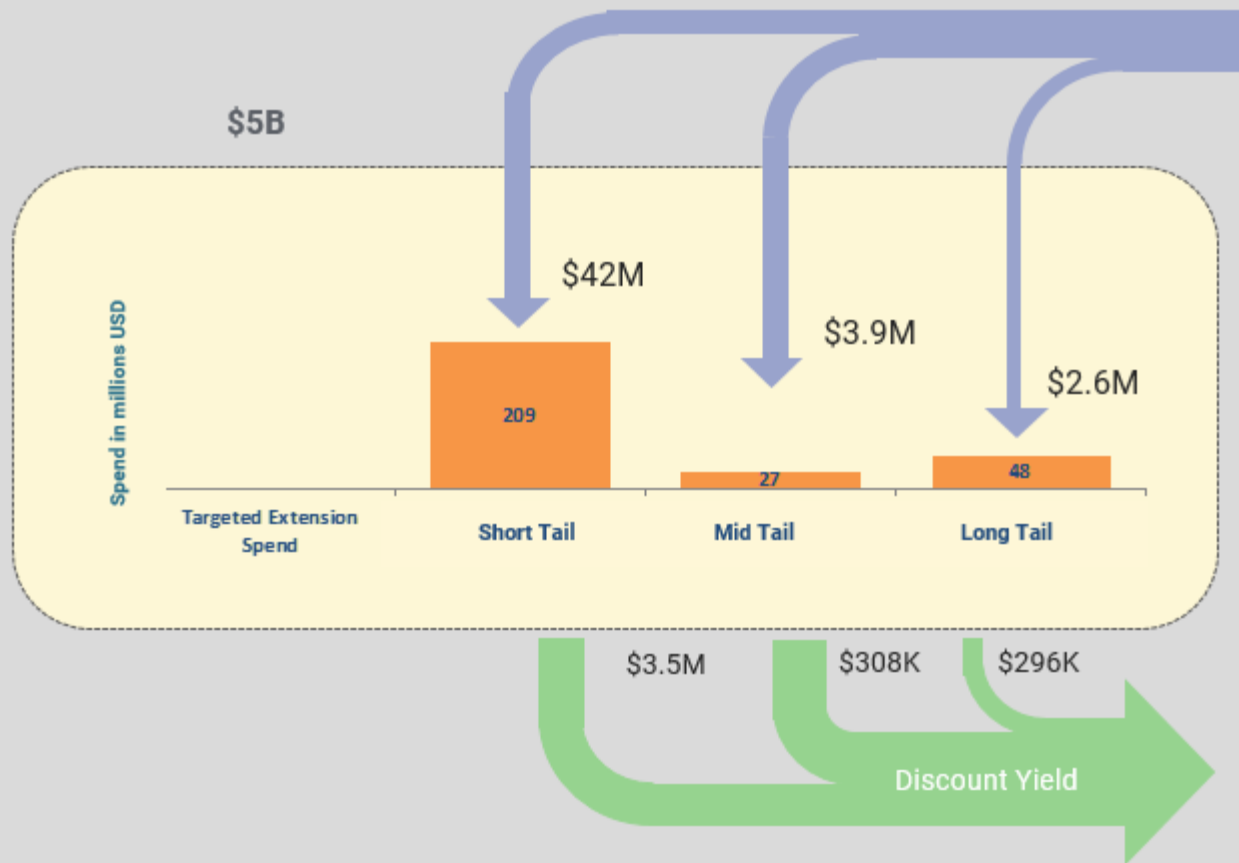 $5B
$42M
$3.9M
$2.6M
Spend in millions USD
209
27
48
Targeted Extension
Spend
Short Tail
Mid Tail
Long Tail
$3.5M
$308K
$296K
Discount Yield